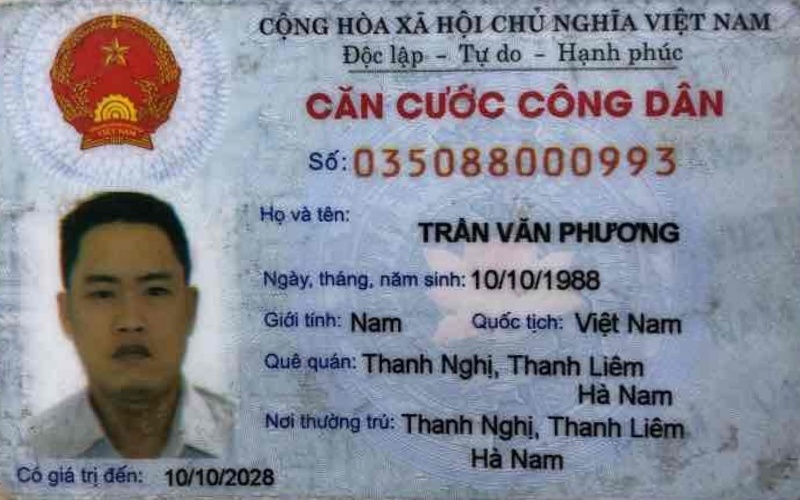 CỘNG HÒA XÃ HỘI CHỦ NGHĨA VIỆT NAM
Độc lập - Tự do - Hạnh phúc
CĂN CƯỚC CÔNG DÂN
Số: 035088000993
Họ và tên:
TRẦN VĂN PHƯƠNG
Ngày, tháng, năm sinh: 10/10/1988
Giới tính: Nam Quốc tịch: Việt Nam
Quê quán: Thanh Nghị, Thanh Liêm
Hà Nam
Nơi thường trú: Thanh Nghị, Thanh Liêm
Hà Nam
Có giá trị đến: 10/10/2028
VIỆT NAM